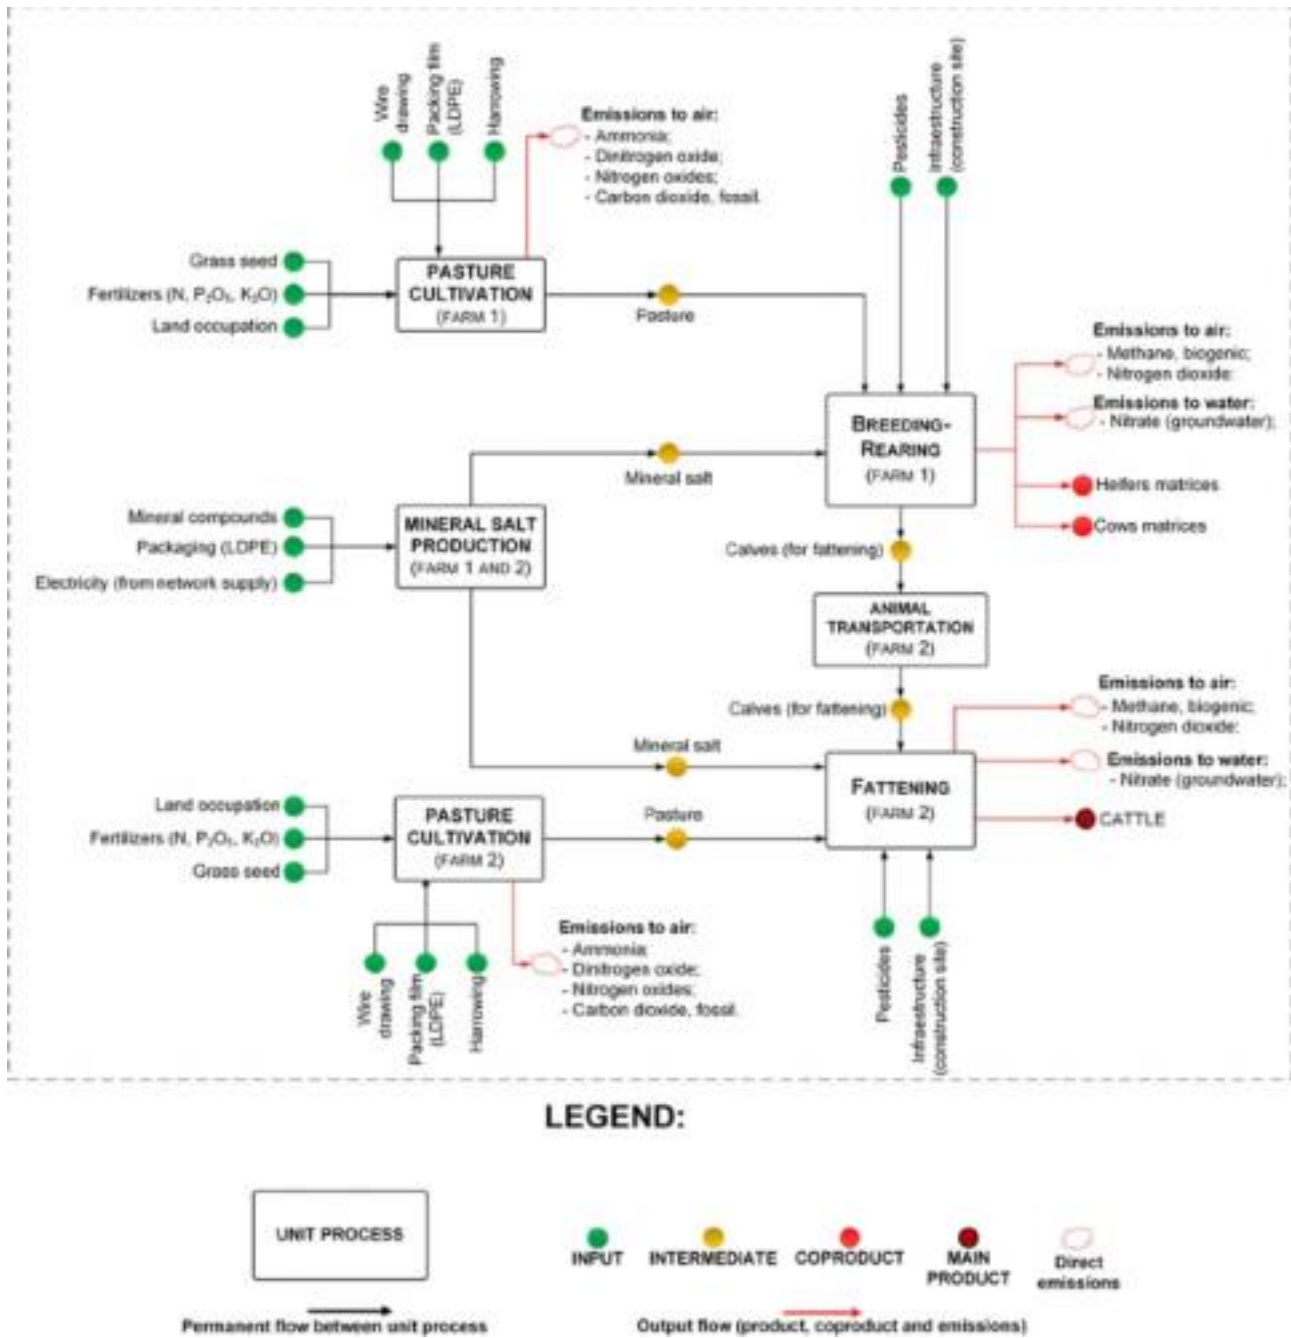 Wire
drawing
Packing film
(LDPE)
Harrowing
Emissions to air:
- Ammonia;
- Dinitrogen oxide;
- Nitrogen oxides;
- Carbon dioxide, fossil.
Pesticides
Infraestructure
(construction site)
Grass seed
Fertilizers (N, P₂O₅, K₂O)
Land occupation
PASTURE
CULTIVATION
(FARM 1)
Pasture
Emissions to air:
- Methane, biogenic;
- Nitrogen dioxide:
Emissions to water:
- Nitrate (groundwater);
BREEDING-
REARING
(FARM 1)
Mineral salt
Heifers matrices
Cows matrices
Mineral compounds
Packaging (LDPE)
Electricity (from network supply)
MINERAL SALT
PRODUCTION
(FARM 1 AND 2)
Calves (for fattening)
ANIMAL
TRANSPORTATION
(FARM 2)
Calves (for fattening)
Emissions to air:
- Methane, biogenic;
- Nitrogen dioxide:
Emissions to water:
- Nitrate (groundwater);
Mineral salt
FATTENING
(FARM 2)
CATTLE
Land occupation
Fertilizers (N, P₂O₅, K₂O)
Grass seed
PASTURE
CULTIVATION
(FARM 2)
Pasture
Emissions to air:
- Ammonia;
- Dinitrogen oxide;
- Nitrogen oxides;
- Carbon dioxide, fossil.
Wire
drawing
Packing film
(LDPE)
Harrowing
Pesticides
Infraestructure
(construction site)
LEGEND:
UNIT PROCESS
INPUT
INTERMEDIATE
COPRODUCT
MAIN
PRODUCT
Direct
emissions
Permanent flow between unit process
Output flow (product, coproduct and emissions)